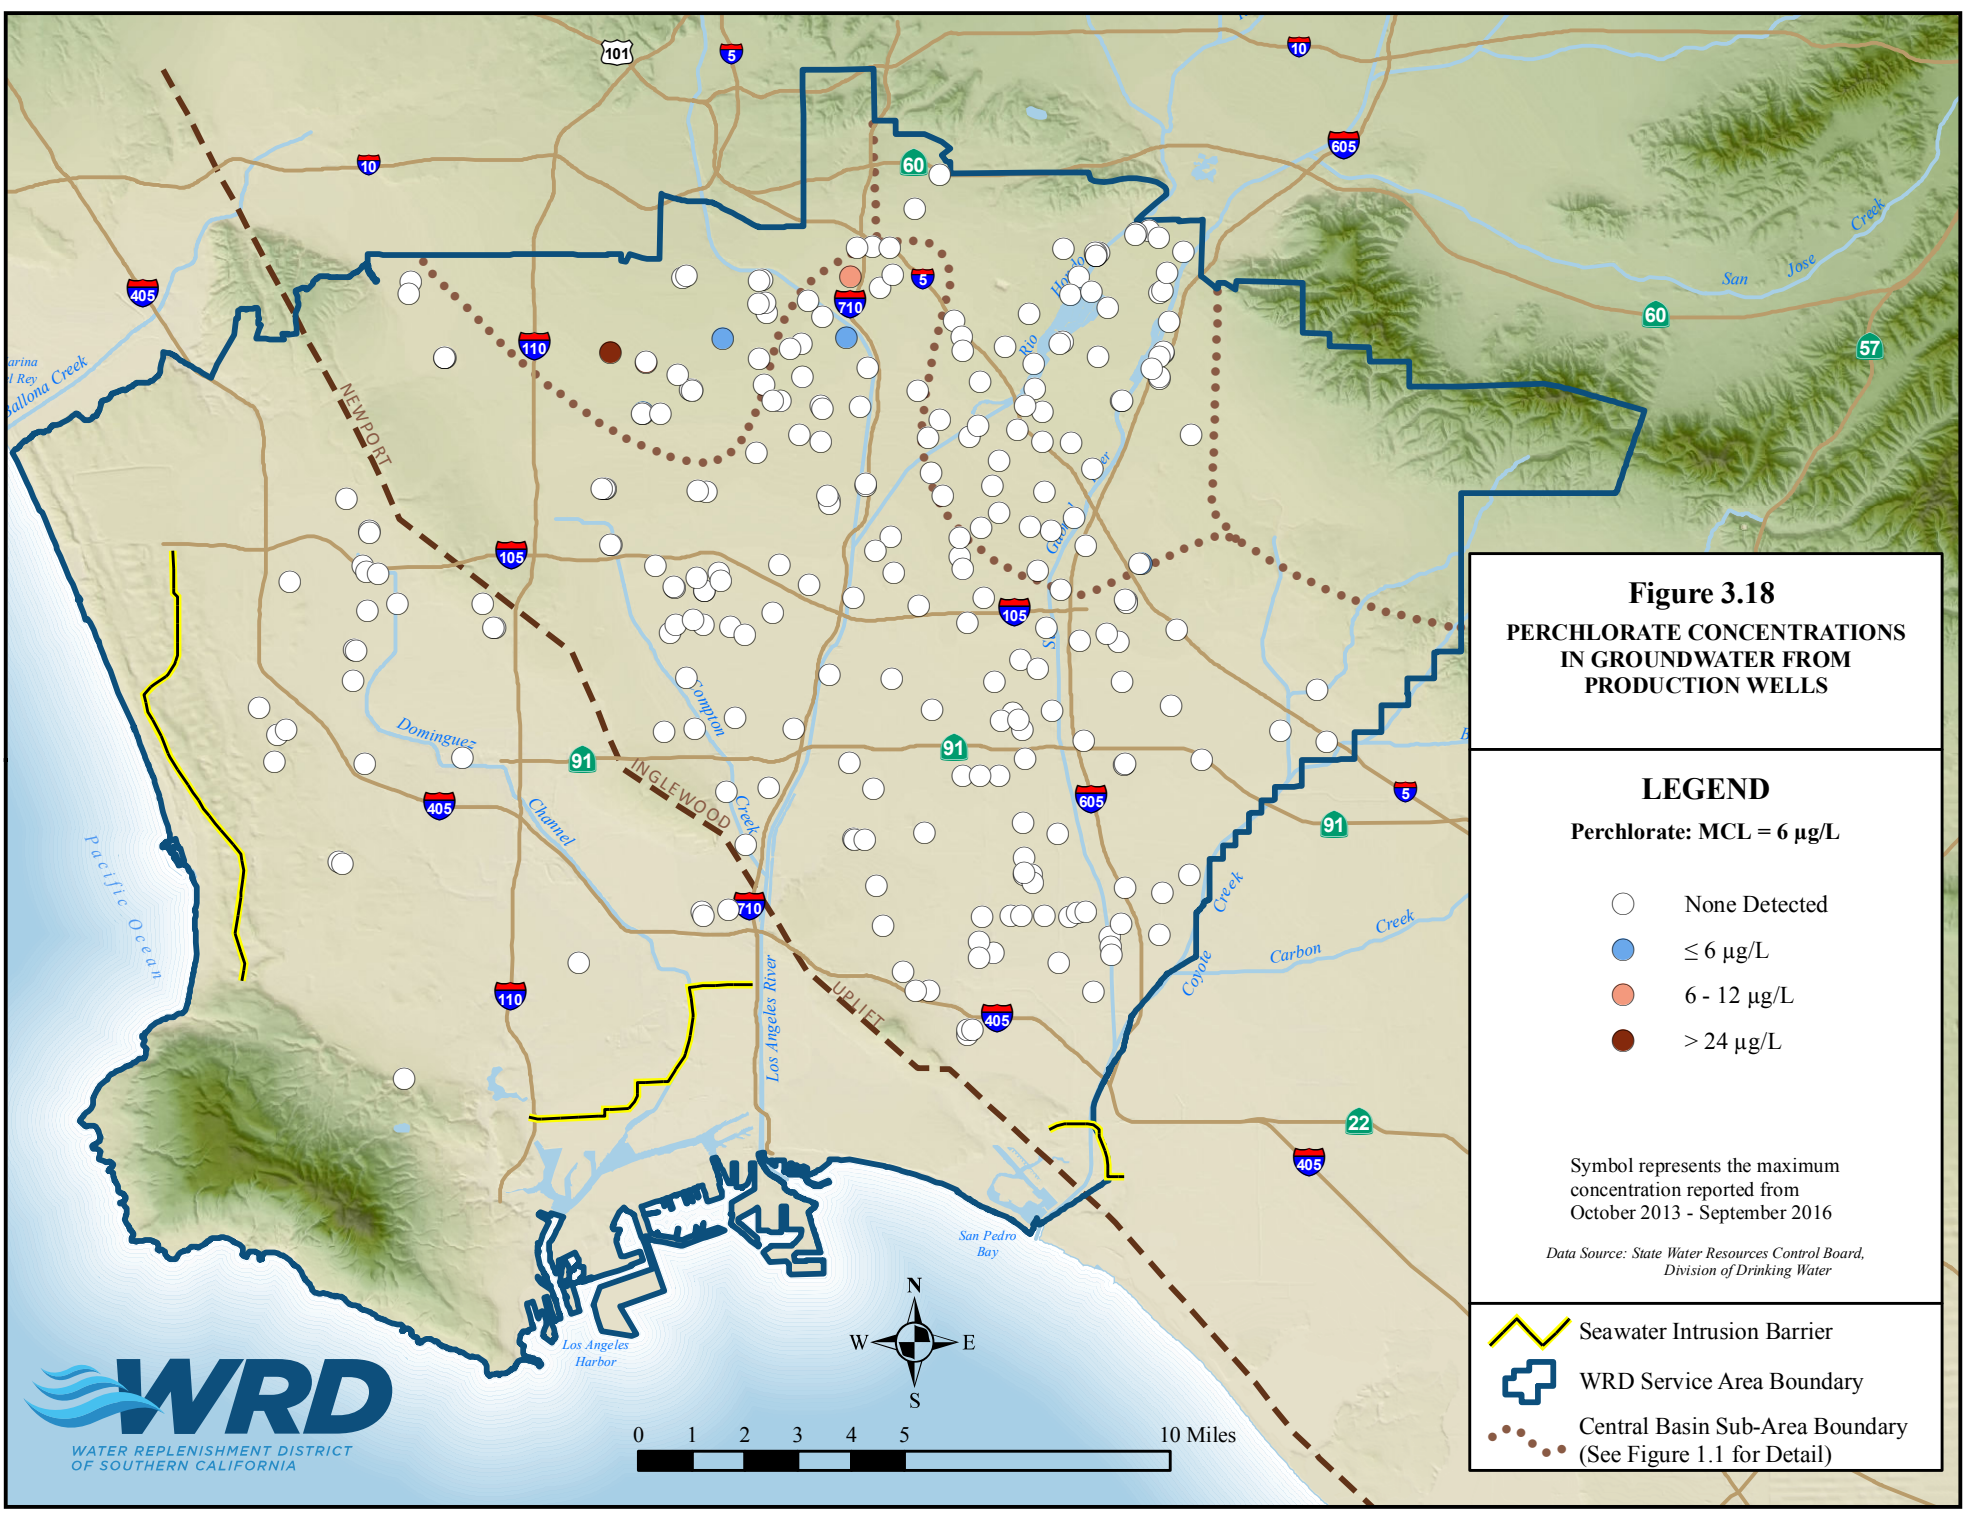 101
5
10
60
605
10
405
Creek
Jose
San
Hondo
5
710
60
57
110
Rio
Ballona Creek
NEWPORT
105
105
Compton
Dominguez
91
91
INGLEWOOD
405
Channel
Creek
605
5
91
Pacific Ocean
710
Creek
Creek
Carbon
Coyote
110
UPLIFT
405
Los Angeles River
22
405
San Pedro
Bay
Los Angeles
Harbor
N
W
E
S
0 1 2 3 4 5 10 Miles
WRD
WATER REPLENISHMENT DISTRICT
OF SOUTHERN CALIFORNIA
Figure 3.18
PERCHLORATE CONCENTRATIONS
IN GROUNDWATER FROM
PRODUCTION WELLS
LEGEND
Perchlorate: MCL = 6 µg/L
None Detected
≤ 6 µg/L
6 - 12 µg/L
> 24 µg/L
Symbol represents the maximum
concentration reported from
October 2013 - September 2016
Data Source: State Water Resources Control Board,
Division of Drinking Water
Seawater Intrusion Barrier
WRD Service Area Boundary
Central Basin Sub-Area Boundary
(See Figure 1.1 for Detail)